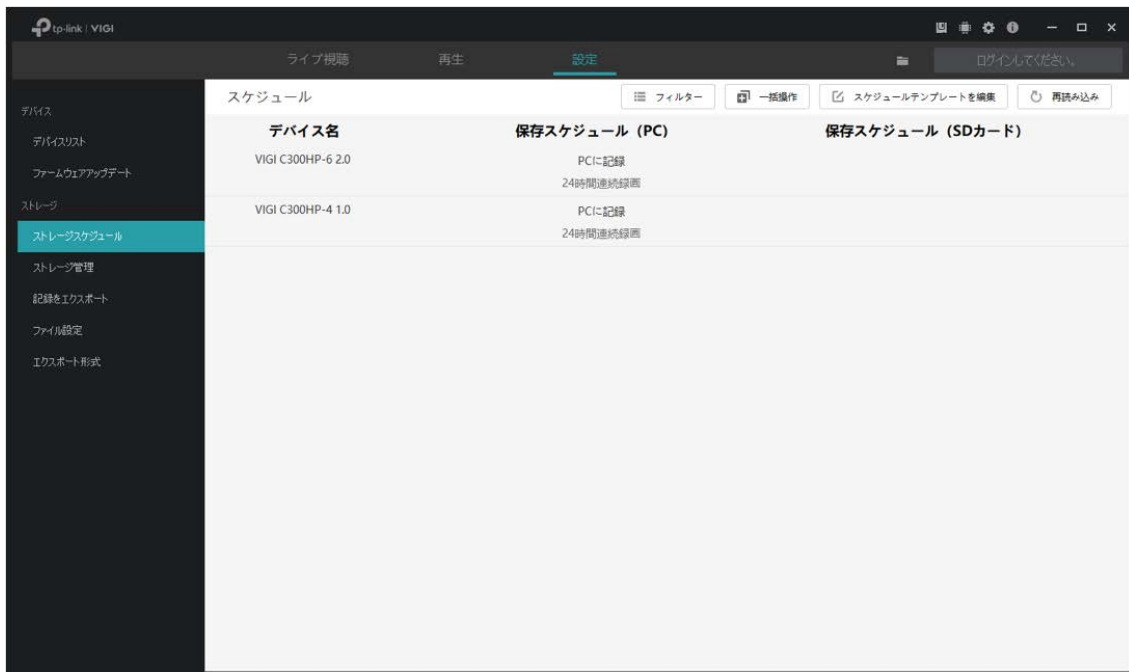 tp-link | VIGI
ライブ視聴 再生 設定 ログインしてください。
デバイス
デバイスリスト
ファームウェアアップデート
ストレージ
ストレージスケジュール
ストレージ管理
記録をエクスポート
ファイル設定
エクスポート形式
スケジュール フィルター 一括操作 スケジュールテンプレートを編集 再読み込み
デバイス名 保存スケジュール（PC） 保存スケジュール（SDカード）
VIGI C300HP-6 2.0 PCに記録
24時間連続録画
VIGI C300HP-4 1.0 PCに記録
24時間連続録画